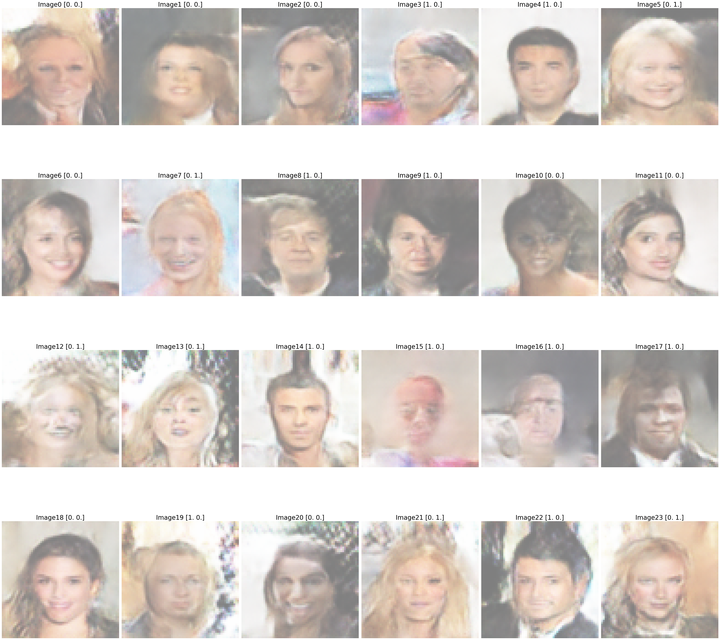 Image0 [0. 0.] Image1 [0. 0.] Image2 [0. 0.] Image3 [1. 0.] Image4 [1. 0.] Image5 [0. 1.]
Image6 [0. 0.] Image7 [0. 1.] Image8 [1. 0.] Image9 [1. 0.] Image10 [0. 0.] Image11 [0. 0.]
Image12 [0. 1.] Image13 [0. 1.] Image14 [1. 0.] Image15 [1. 0.] Image16 [1. 0.] Image17 [1. 0.]
Image18 [0. 0.] Image19 [1. 0.] Image20 [0. 0.] Image21 [0. 1.] Image22 [1. 0.] Image23 [0. 1.]